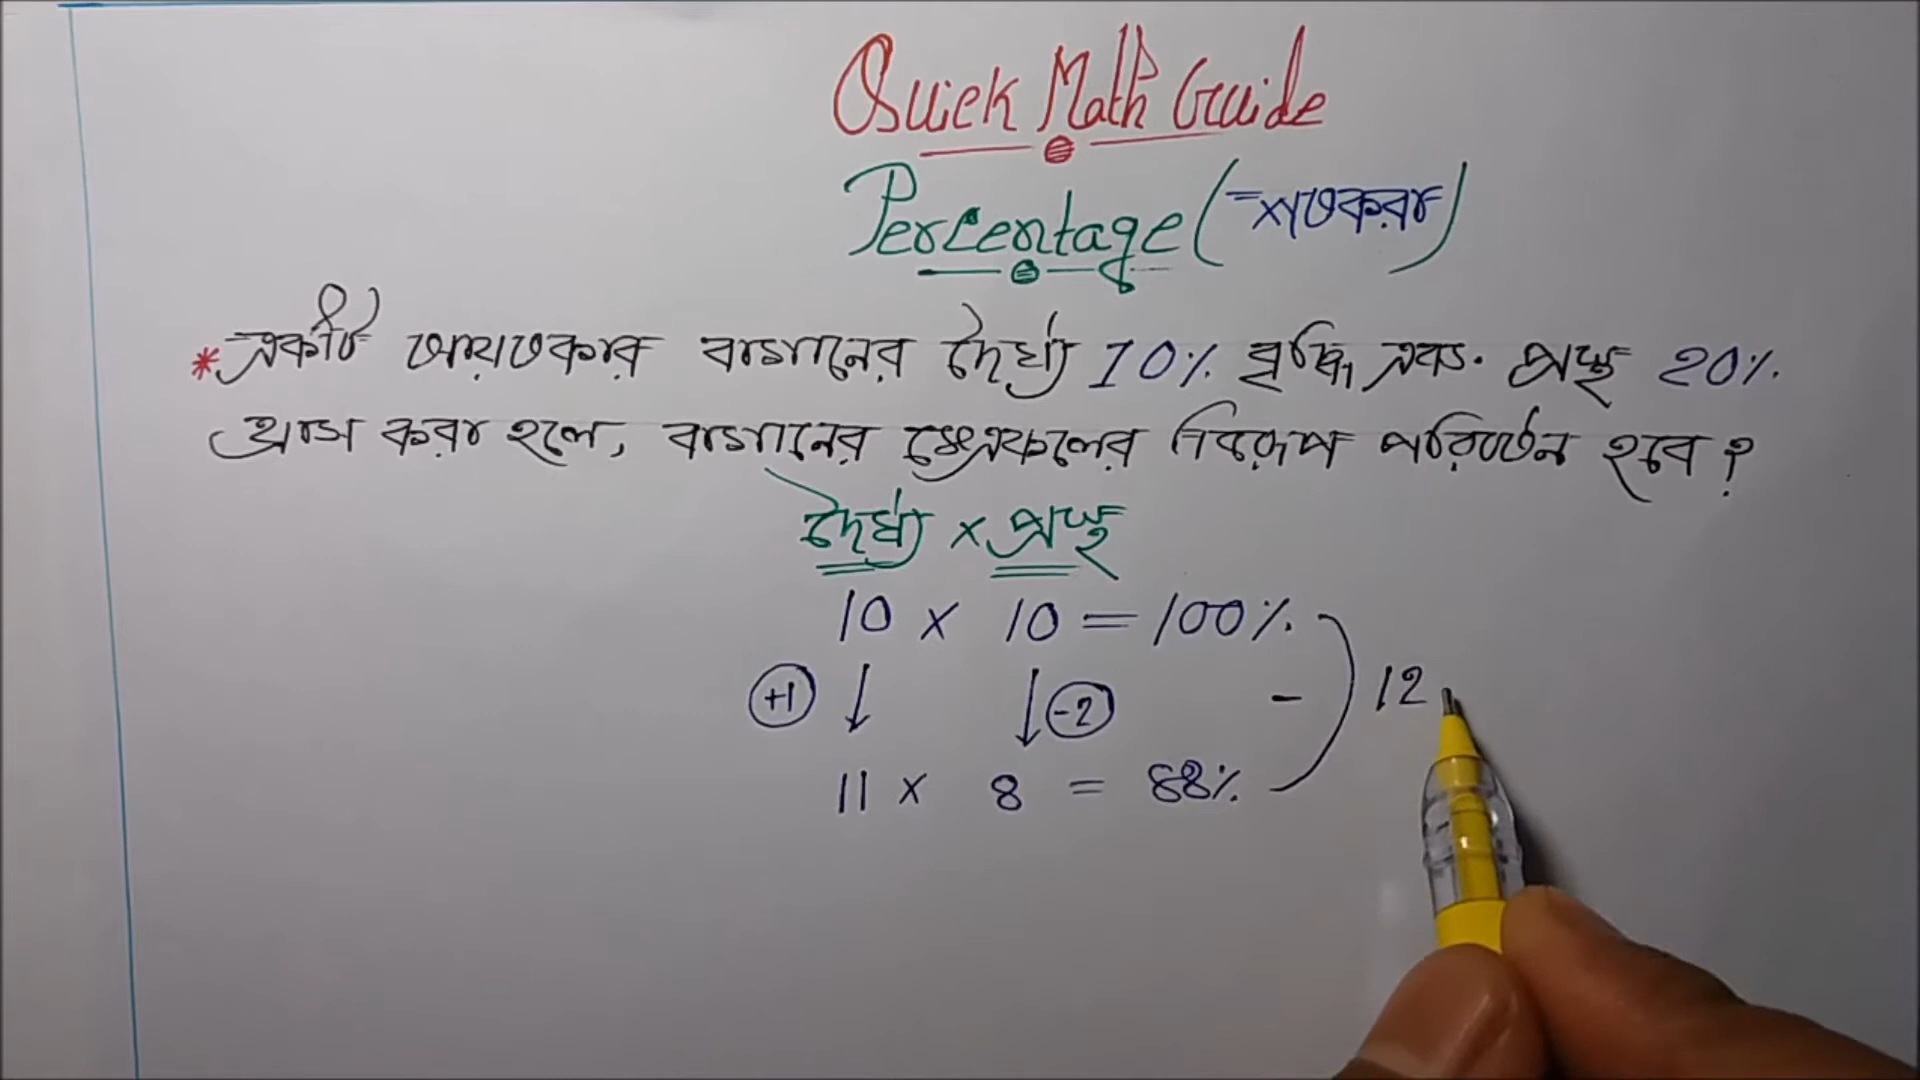 Quick Math Guide
Percentage (শতকরা)
* একটি আয়তকার বাগানের দৈর্ঘ্য 10% বৃদ্ধি এবং প্রস্থ 20%
হ্রাস করা হলে, বাগানের ক্ষেত্রফলের কিরূপ পরিবর্তন হবে?
দৈর্ঘ্য × প্রস্থ
10 × 10 = 100%
+1 ↓ ↓ -2 - 12
11 × 8 = 88%